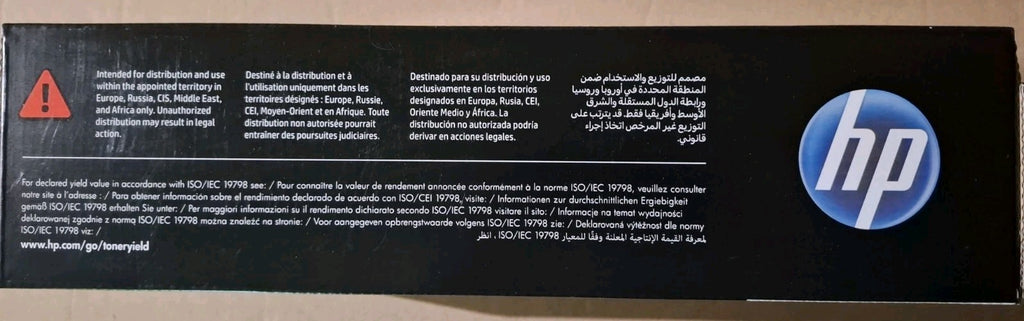 Intended for distribution and use
within the appointed territory in
Europe, Russia, CIS, Middle East,
and Africa only. Unauthorized
distribution may result in legal
action.
Destiné à la distribution et à
l'utilisation uniquement dans les
territoires désignés : Europe, Russie,
CEI, Moyen-Orient et en Afrique. Toute
distribution non autorisée pourrait
entraîner des poursuites judiciaires.
Destinado para su distribución y uso
exclusivamente en los territorios
designados en Europa, Rusia, CEI,
Oriente Medio y África. La
distribución no autorizada podría
derivar en acciones legales.
مصمم للتوزيع والاستخدام ضمن
المنطقة المحددة في أوروبا وروسيا
ورابطة الدول المستقلة والشرق
الأوسط وأفريقيا فقط. قد يترتب على
التوزيع غير المرخص اتخاذ إجراء
قانوني.
hp
For declared yield value in accordance with ISO/IEC 19798 see: / Pour connaître la valeur de rendement annoncée conformément à la norme ISO/IEC 19798, veuillez consulter
notre site à l'adresse : / Para obtener información sobre el rendimiento declarado de acuerdo con ISO/CEI 19798, visite: / Informationen zur durchschnittlichen Ergiebigkeit
gemäß ISO/IEC 19798 erhalten Sie unter: / Per maggiori informazioni su il rendimento dichiarato secondo ISO/IEC 19798 visitare il sito: / Informacje na temat wydajności
deklarowanej zgodnie z normą ISO/IEC 19798 można znaleźć na stronie: / Voor aangegeven opbrengstwaarde volgens ISO/IEC 19798 zie: / Deklarovaná výtěžnost dle normy
ISO/IEC 19798 viz: /
لمعرفة القيمة الإنتاجية المعلنة وفقًا للمعيار ISO/IEC 19798 ، انظر
www.hp.com/go/toneryield